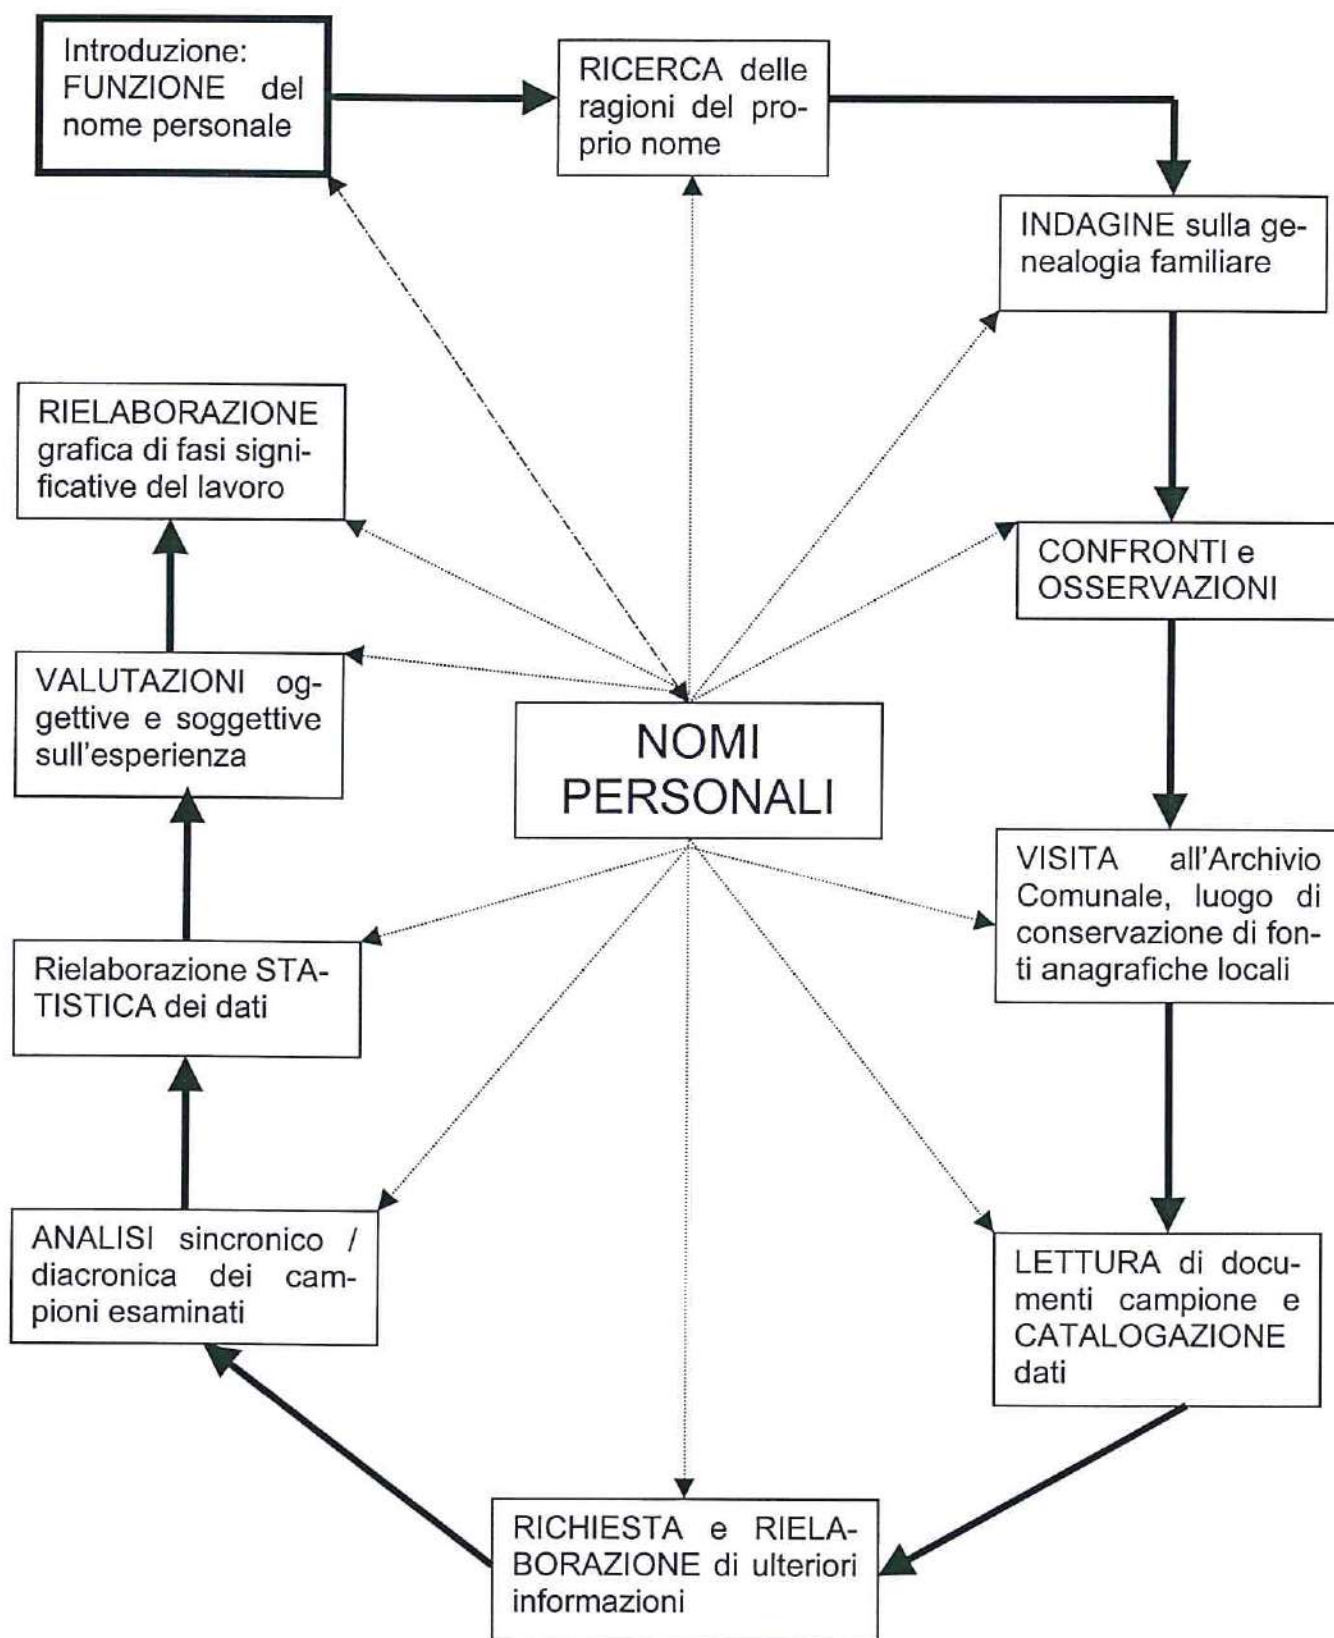 Introduzione:
FUNZIONE del
nome personale
RICERCA delle
ragioni del pro-
prio nome
INDAGINE sulla ge-
nealogia familiare
CONFRONTI e
OSSERVAZIONI
VISITA all'Archivio
Comunale, luogo di
conservazione di fon-
ti anagrafiche locali
LETTURA di docu-
menti campione e
CATALOGAZIONE
dati
RICHIESTA e RIELA-
BORAZIONE di ulteriori
informazioni
ANALISI sincronico /
diacronica dei cam-
pioni esaminati
Rielaborazione STA-
TISTICA dei dati
VALUTAZIONI og-
gettive e soggettive
sull'esperienza
RIELABORAZIONE
grafica di fasi signi-
ficative del lavoro
NOMI
PERSONALI